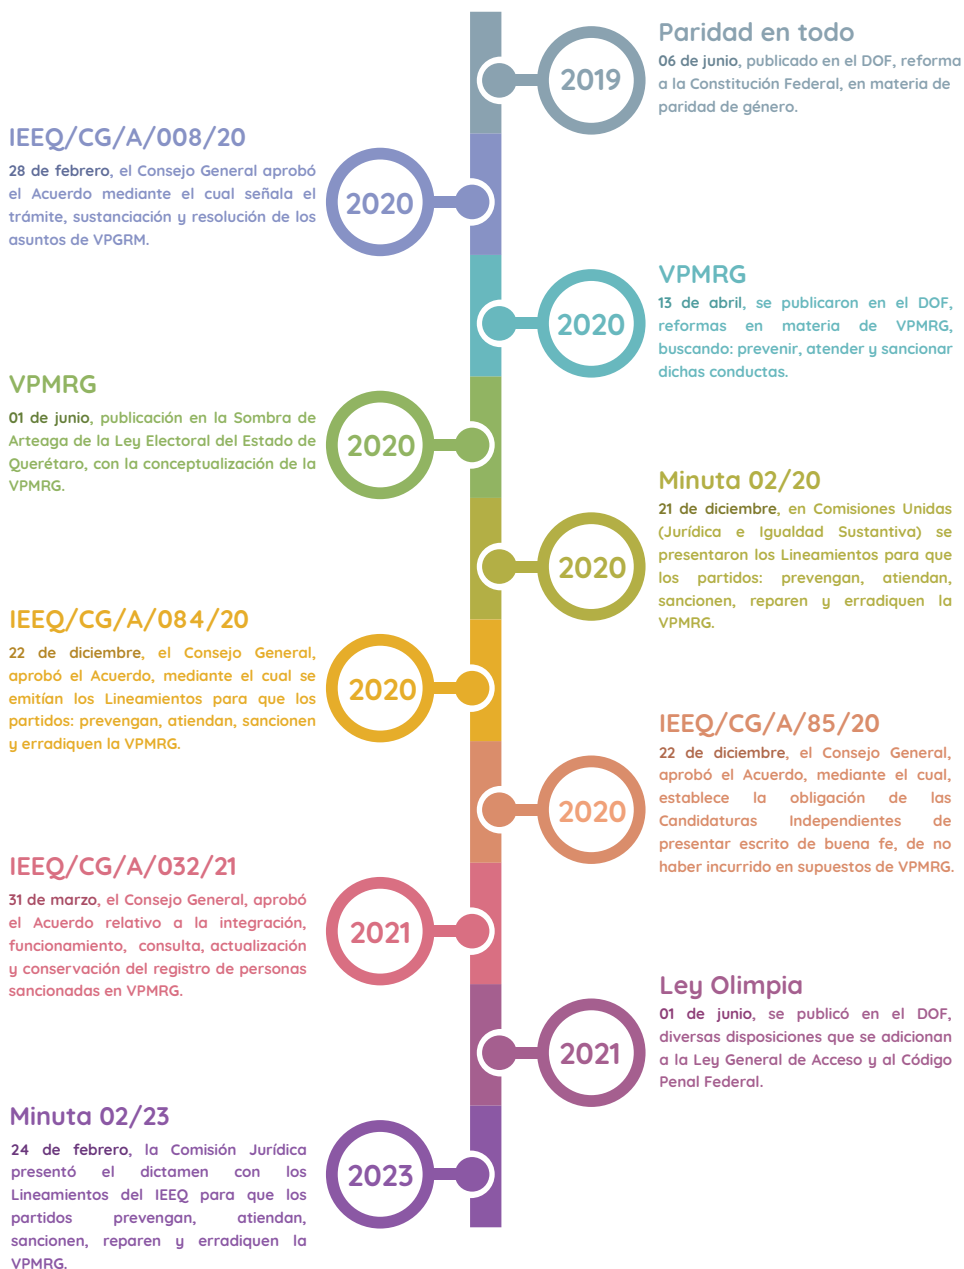 Paridad en todo
2019
06 de junio, publicado en el DOF, reforma
a la Constitución Federal, en materia de
paridad de género.
IEEQ/CG/A/008/20
28 de febrero, el Consejo General aprobó
el Acuerdo mediante el cual señala el
trámite, sustanciación y resolución de los
asuntos de VPGRM.
2020
VPMRG
2020
13 de abril, se publicaron en el DOF,
reformas en materia de VPMRG,
buscando: prevenir, atender y sancionar
dichas conductas.
VPMRG
01 de junio, publicación en la Sombra de
Arteaga de la Ley Electoral del Estado de
Querétaro, con la conceptualización de la
VPMRG.
2020
Minuta 02/20
2020
21 de diciembre, en Comisiones Unidas
(Jurídica e Igualdad Sustantiva) se
presentaron los Lineamientos para que
los partidos: prevengan, atiendan,
sancionen, reparen y erradiquen la
VPMRG.
IEEQ/CG/A/084/20
22 de diciembre, el Consejo General,
aprobó el Acuerdo, mediante el cual se
emitían los Lineamientos para que los
partidos: prevengan, atiendan, sancionen
y erradiquen la VPMRG.
2020
IEEQ/CG/A/85/20
2020
22 de diciembre, el Consejo General,
aprobó el Acuerdo, mediante el cual,
establece la obligación de las
Candidaturas Independientes de
presentar escrito de buena fe, de no
haber incurrido en supuestos de VPMRG.
IEEQ/CG/A/032/21
31 de marzo, el Consejo General, aprobó
el Acuerdo relativo a la integración,
funcionamiento, consulta, actualización
y conservación del registro de personas
sancionadas en VPMRG.
2021
Ley Olimpia
2021
01 de junio, se publicó en el DOF,
diversas disposiciones que se adicionan
a la Ley General de Acceso y al Código
Penal Federal.
Minuta 02/23
24 de febrero, la Comisión Jurídica
presentó el dictamen con los
Lineamientos del IEEQ para que los
partidos prevengan, atiendan,
sancionen, reparen y erradiquen la
VPMRG.
2023